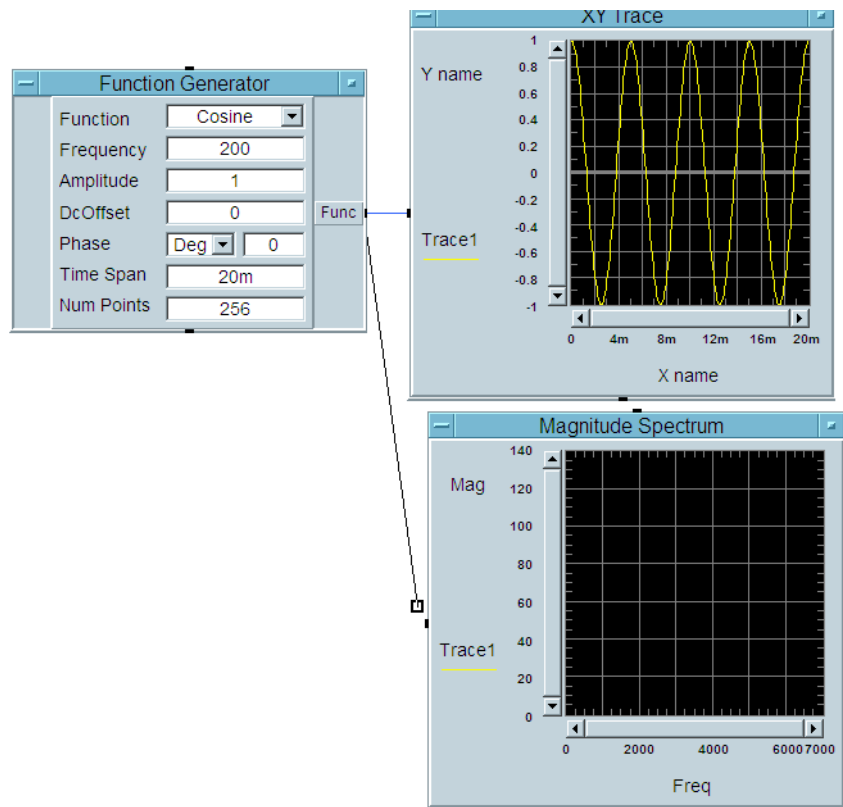 Function Generator
Function Cosine
Frequency 200
Amplitude 1
DcOffset 0
Phase Deg 0
Time Span 20m
Num Points 256
Func
XY Trace
Y name
Trace1
1
0.8
0.6
0.4
0.2
0
-0.2
-0.4
-0.6
-0.8
-1
0 4m 8m 12m 16m 20m
X name
Magnitude Spectrum
Mag
Trace1
140
120
100
80
60
40
20
0
0 2000 4000 6000 7000
Freq